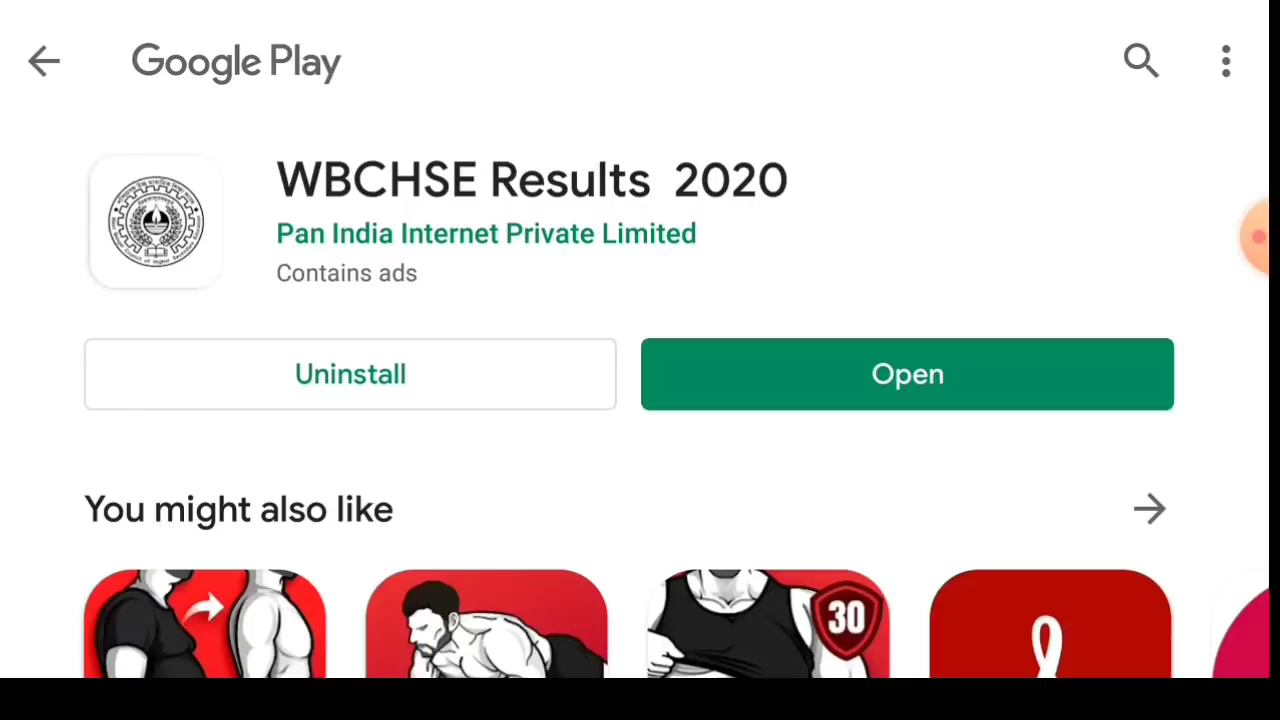 Google Play
WBCHSE Results 2020
Pan India Internet Private Limited
Contains ads
Uninstall
Open
You might also like
30